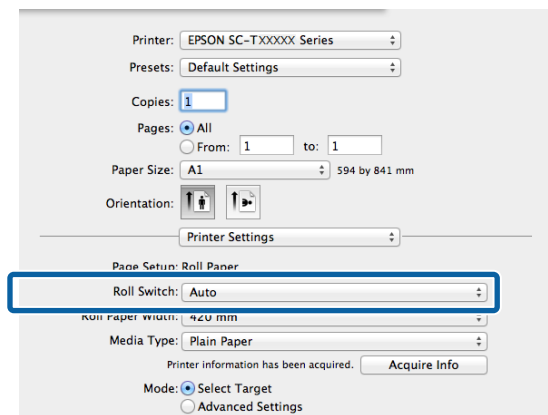 Printer: EPSON SC-TXXXXX Series
Presets: Default Settings
Copies: 1
Pages: All
From: 1 to: 1
Paper Size: A1 594 by 841 mm
Orientation:
Printer Settings
Page Setup: Roll Paper
Roll Switch: Auto
Roll Paper Width: 420 mm
Media Type: Plain Paper
Printer information has been acquired. Acquire Info
Mode: Select Target
Advanced Settings